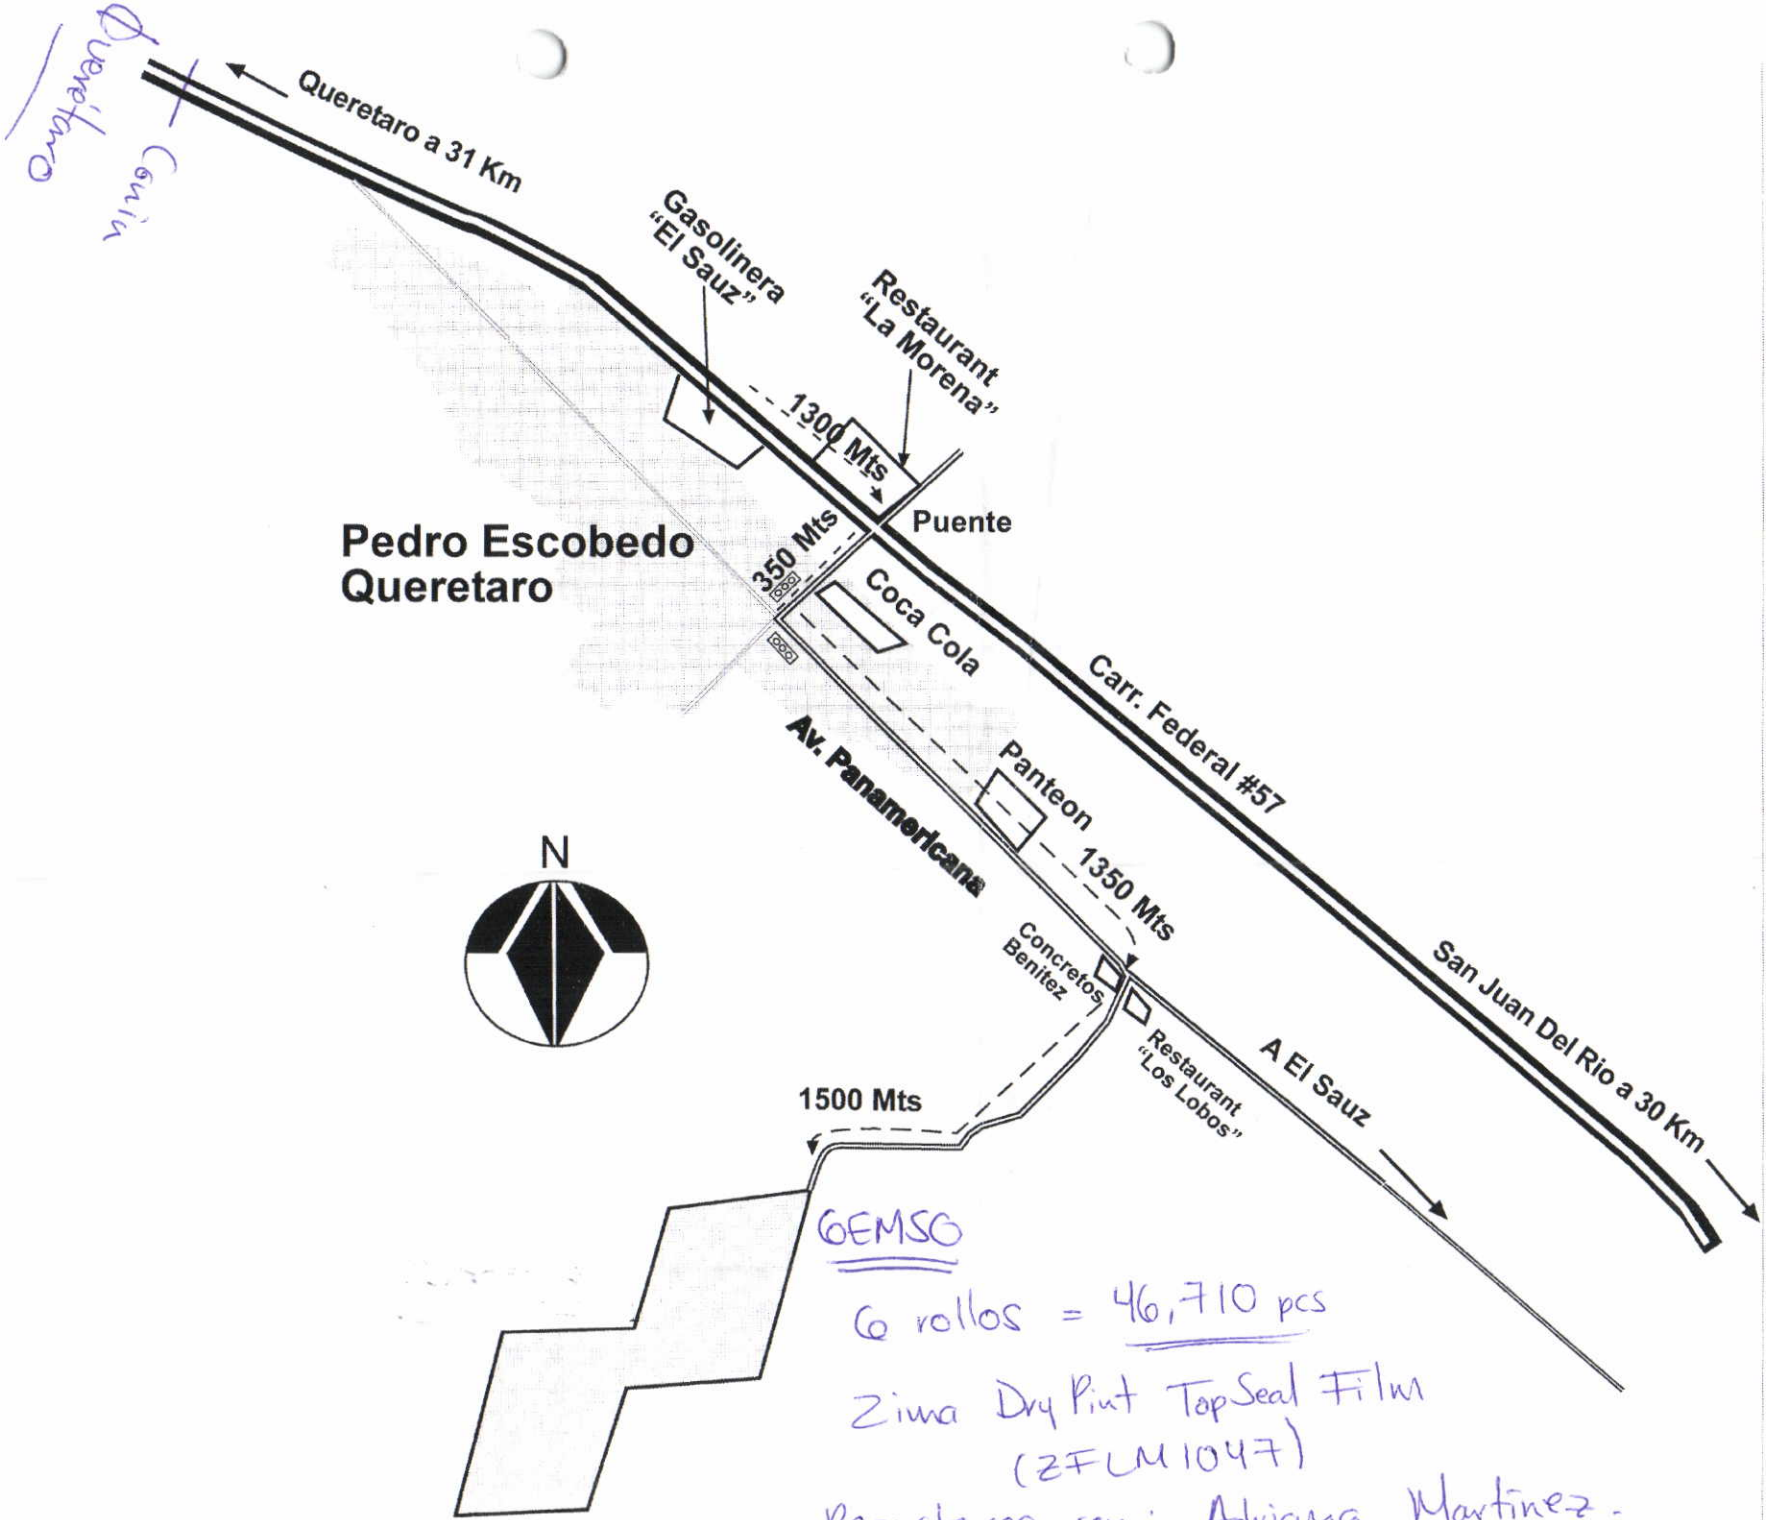 Querétaro
Conin
Queretaro a 31 Km
Gasolinera
“El Sauz”
Restaurant
“La Morena”
1300 Mts
Puente
350 Mts
Pedro Escobedo
Queretaro
Coca Cola
Carr. Federal #57
Av. Panamericana
Panteon
1350 Mts
N
Concretos
Benitez
Restaurant
“Los Lobos”
San Juan Del Rio a 30 Km
A El Sauz
1500 Mts
GEMSO
6 rollos = 46,710 pcs
Zima Dry Pint TopSeal Film
(ZFLM1047)
Adriana Martinez.